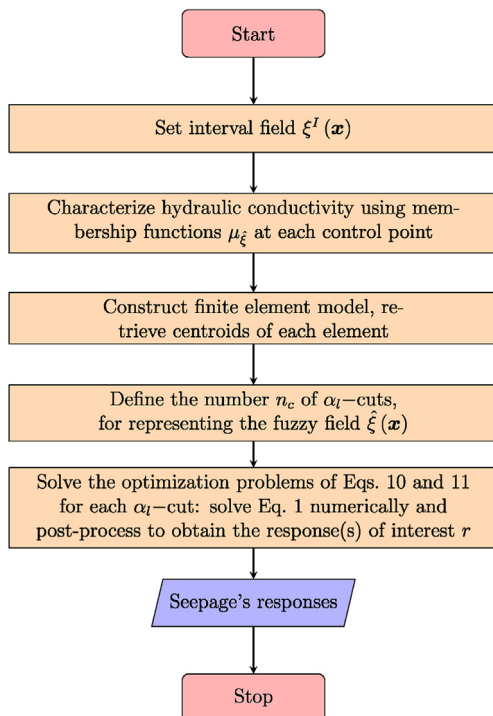 Start
Set interval field ξ^I (x)
Characterize hydraulic conductivity using mem-
bership functions μ_ξ̂ at each control point
Construct finite element model, re-
trieve centroids of each element
Define the number n_c of α_l−cuts,
for representing the fuzzy field ξ̂ (x)
Solve the optimization problems of Eqs. 10 and 11
for each α_l−cut: solve Eq. 1 numerically and
post-process to obtain the response(s) of interest r
Seepage's responses
Stop